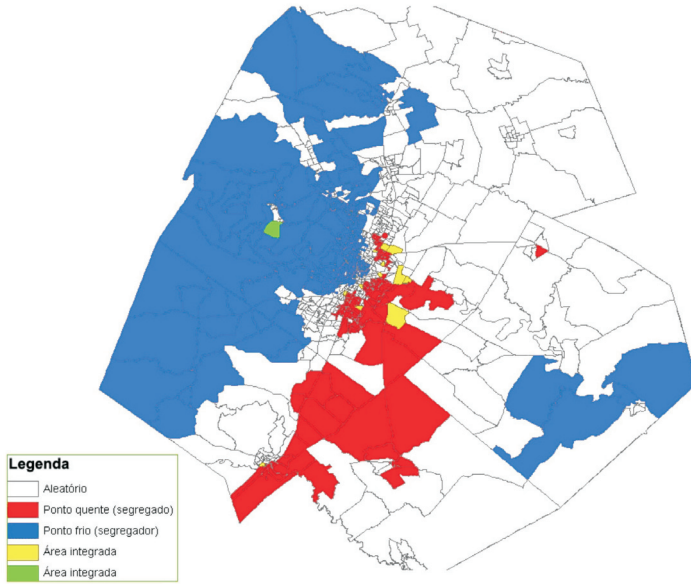 Legenda
Aleatório
Ponto quente (segregado)
Ponto frio (segregador)
Área integrada
Área integrada